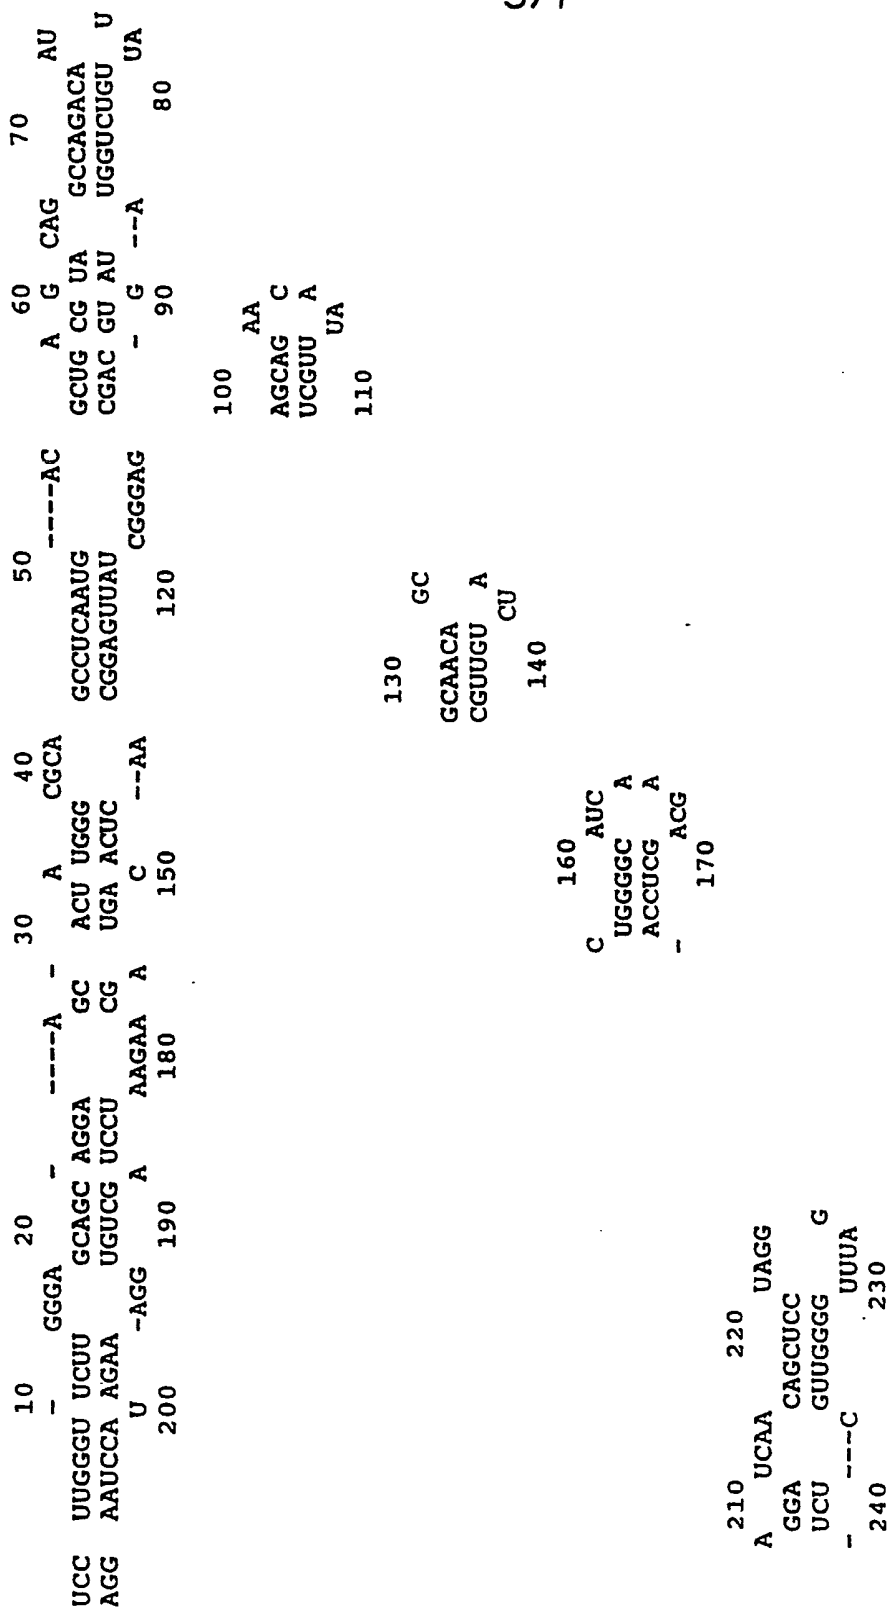 3/7
10 20 30 40 50 60 70
- GGGA - ----A - A CGCA ----AC A G CAG AU
UCC UUGGGU UCUU GCAGC AGGA GC ACU UGGG GCCUCAAUG GCUG CG UA GCCAGACA U
AGG AAUCCA AGAA UGUCG UCCU CG UGA ACUC CGGAGUUAU CGAC GU AU UGGUCUGU
U -AGG A AAGAA A C --AA CGGGAG - G --A UA
200 190 180 150 120 90 80
100
AA
AGCAG C
UCGUU A
UA
110
130
GC
GCAACA
CGUUGU A
CU
140
160
C AUC
UGGGGC A
ACCUCG A
- ACG
170
210 220
A UCAA UAGG
GGA CAGCUCC
UCU GUUGGGG G
- ---C UUUA
240 230